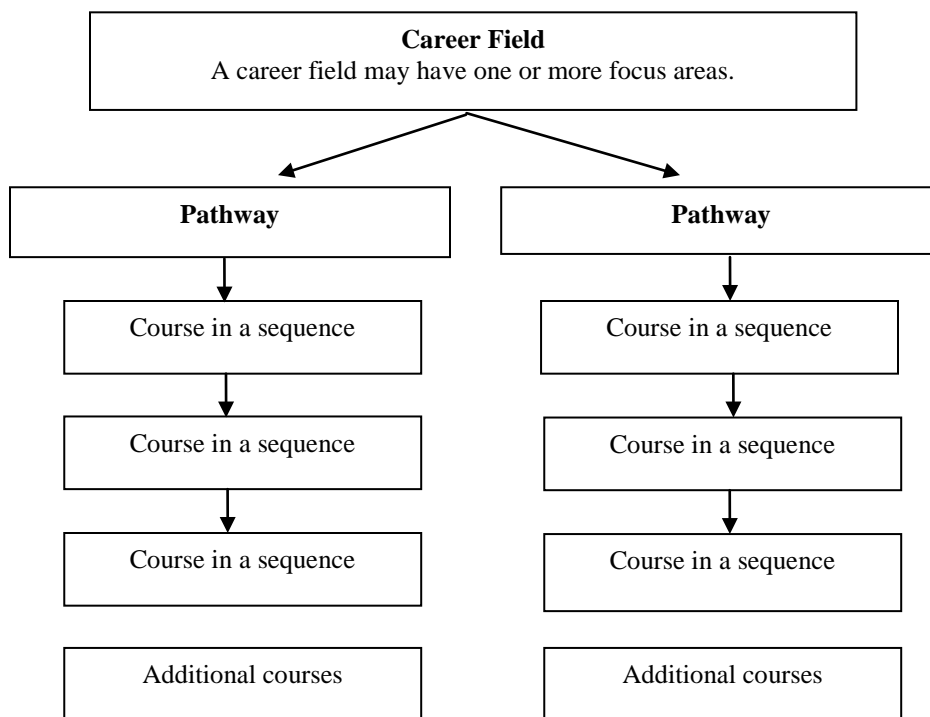 Career Field
A career field may have one or more focus areas.
Pathway
Pathway
Course in a sequence
Course in a sequence
Course in a sequence
Course in a sequence
Course in a sequence
Course in a sequence
Additional courses
Additional courses